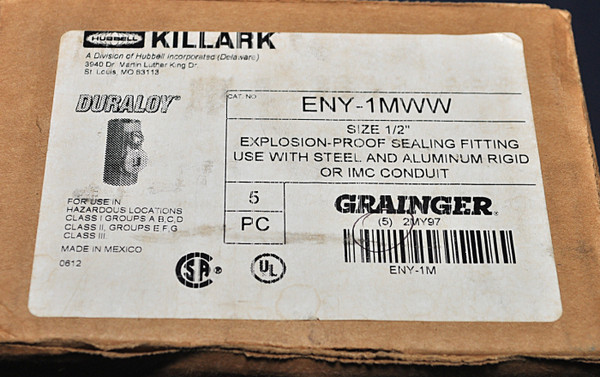 HUBBELL KILLARK
A Division of Hubbell Incorporated (Delaware)
3940 Dr. Martin Luther King Dr.
St. Louis, MO 63113
DURALOY
CAT. NO. ENY-1MWW
SIZE 1/2"
EXPLOSION-PROOF SEALING FITTING
USE WITH STEEL AND ALUMINUM RIGID
OR IMC CONDUIT
FOR USE IN
HAZARDOUS LOCATIONS
CLASS I GROUPS A,B,C,D
CLASS II, GROUPS E,F,G
CLASS III
MADE IN MEXICO
0612
5
PC
GRAINGER®
(5) 2MY97
ENY-1M
SA
UL